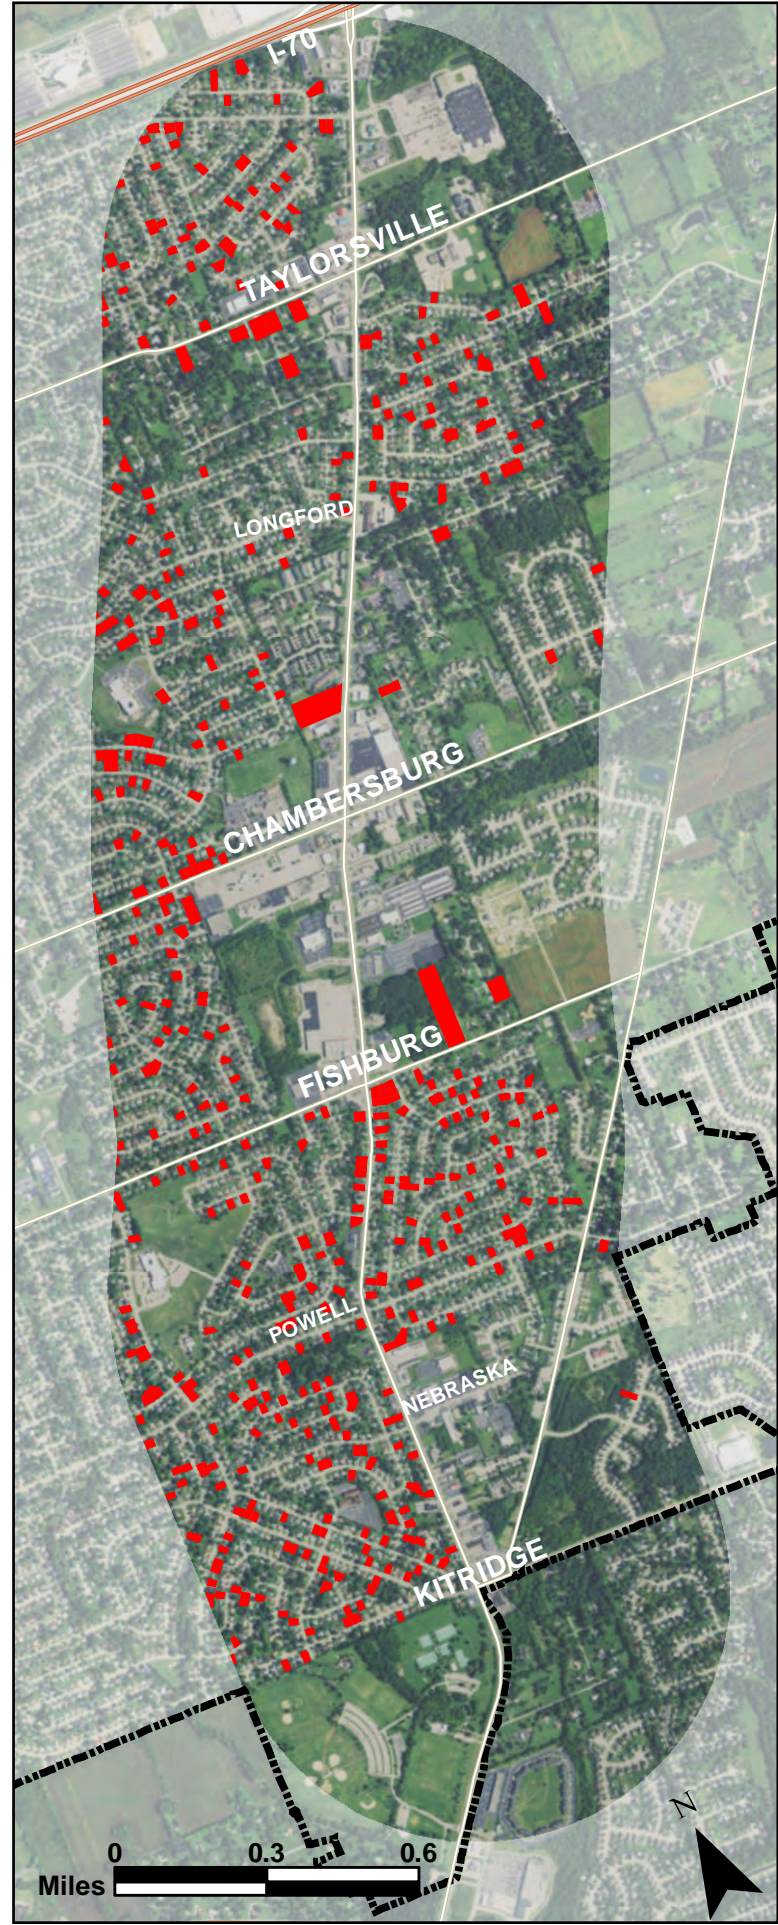 I-70
TAYLORSVILLE
LONGFORD
CHAMBERSBURG
FISHBURG
POWELL
NEBRASKA
KITRIDGE
N
0 0.3 0.6
Miles